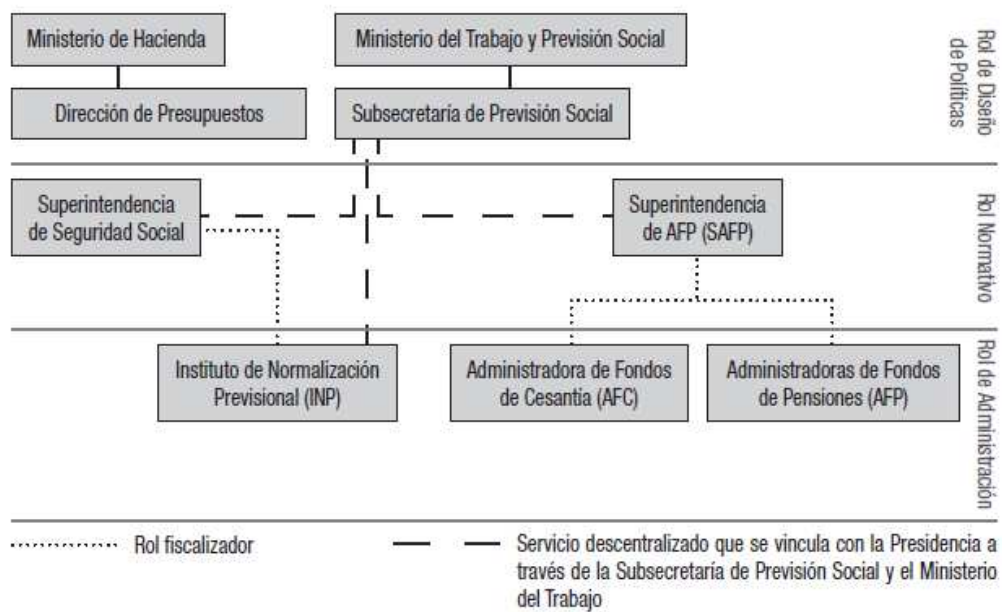 Ministerio de Hacienda
Ministerio del Trabajo y Previsión Social
Dirección de Presupuestos
Subsecretaría de Previsión Social
Rol de Diseño
de Políticas
Superintendencia
de Seguridad Social
Superintendencia
de AFP (SAFP)
Rol Normativo
Instituto de Normalización
Previsional (INP)
Administradora de Fondos
de Cesantía (AFC)
Administradoras de Fondos
de Pensiones (AFP)
Rol de Administración
Rol fiscalizador
Servicio descentralizado que se vincula con la Presidencia a
través de la Subsecretaría de Previsión Social y el Ministerio
del Trabajo